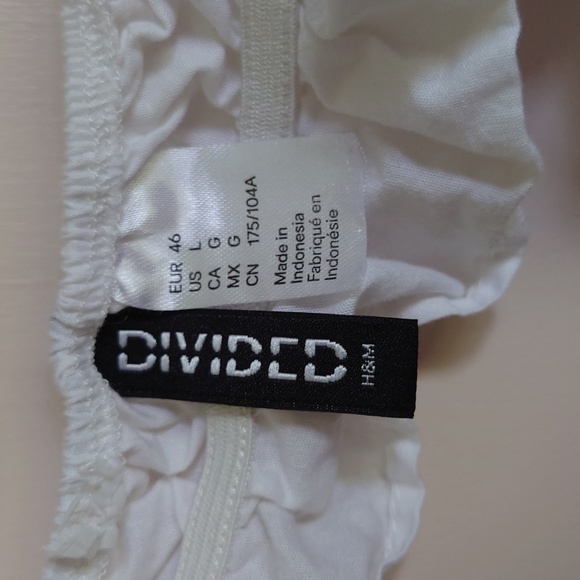 EUR 46
US L
CA G
MX G
CN 175/104A
Made in
Indonesia
Fabriqué en
Indonésie
DIVIDED
H&M